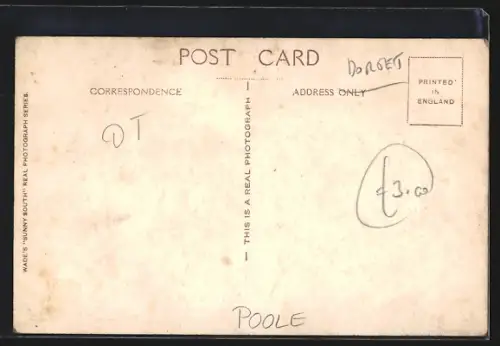 POST CARD
DORSET
CORRESPONDENCE
ADDRESS ONLY
PRINTED
IN
ENGLAND
WADE'S "SUNNY SOUTH" REAL PHOTOGRAPH SERIES.
THIS IS A REAL PHOTOGRAPH
DT
£3.00
POOLE